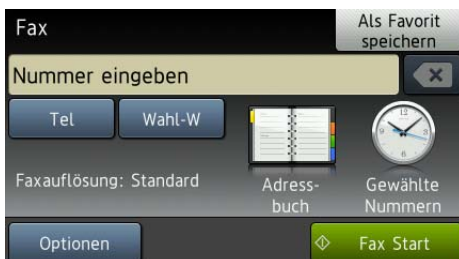 Fax
Als Favorit
speichern
Nummer eingeben
Tel
Wahl-W
Faxauflösung: Standard
Adress-
buch
Gewählte
Nummern
Optionen
Fax Start